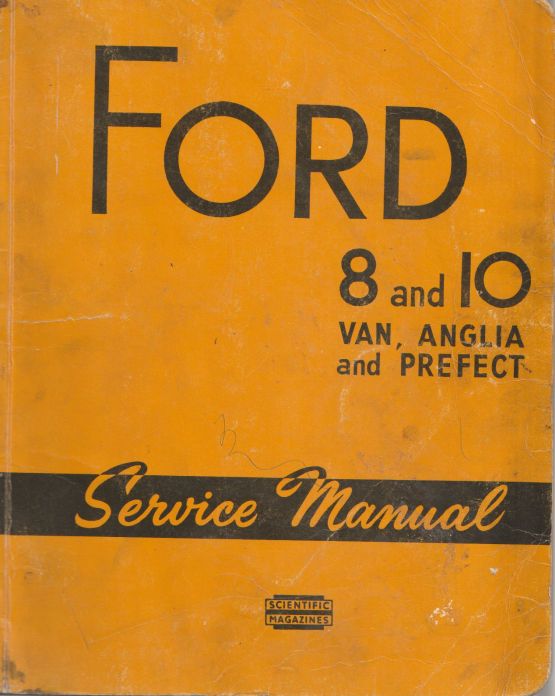 FORD
8 and 10
VAN, ANGLIA
and PREFECT
Service Manual
SCIENTIFIC
MAGAZINES